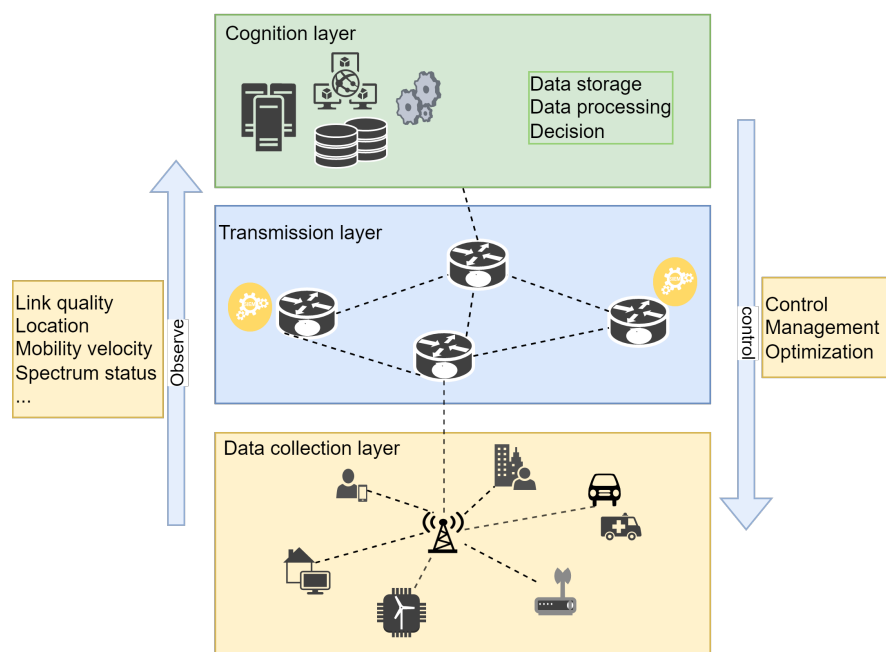 Cognition layer
Data storage
Data processing
Decision
Transmission layer
Link quality
Location
Mobility velocity
Spectrum status
...
Observe
control
Control
Management
Optimization
Data collection layer